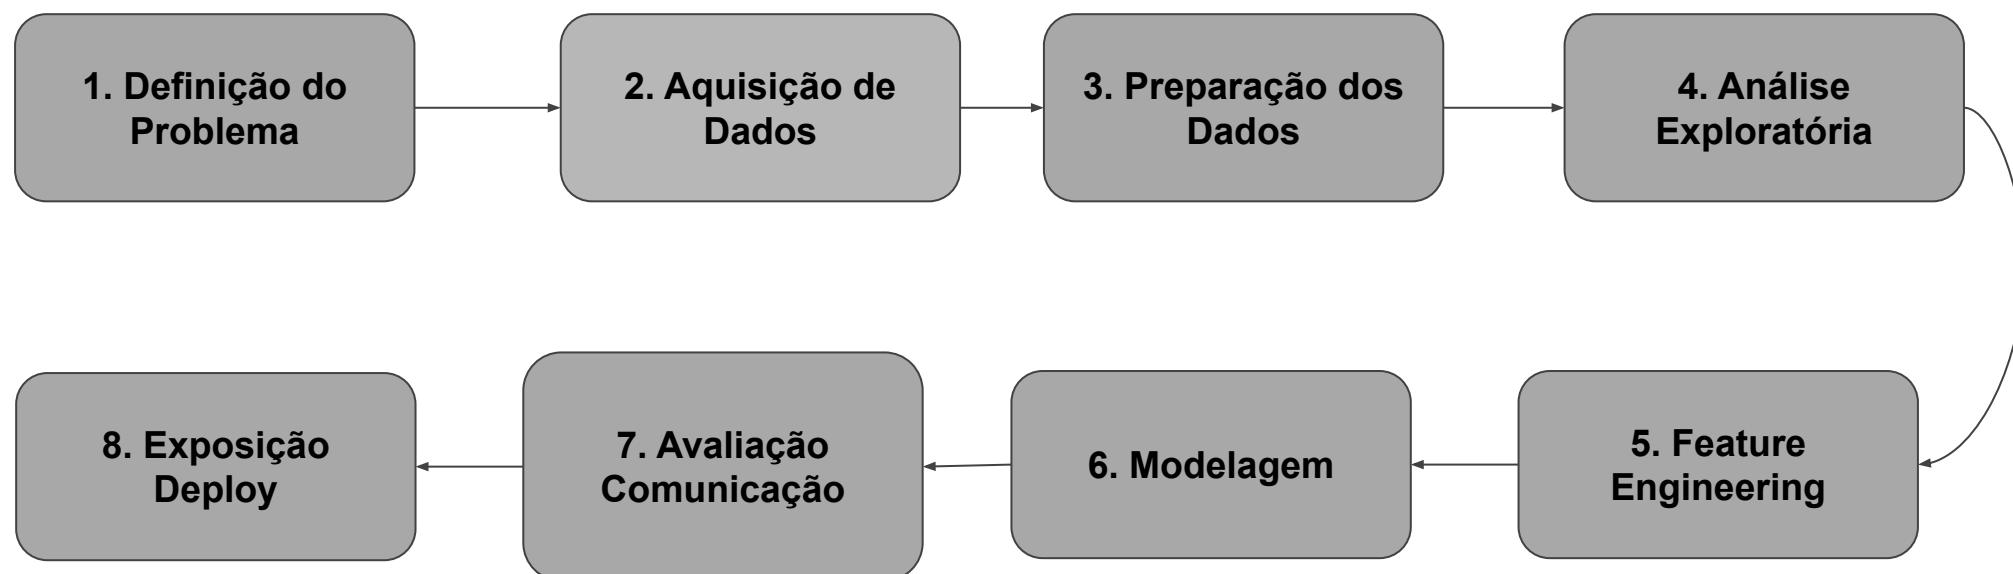 1. Definição do
Problema
2. Aquisição de
Dados
3. Preparação dos
Dados
4. Análise
Exploratória
5. Feature
Engineering
6. Modelagem
7. Avaliação
Comunicação
8. Exposição
Deploy